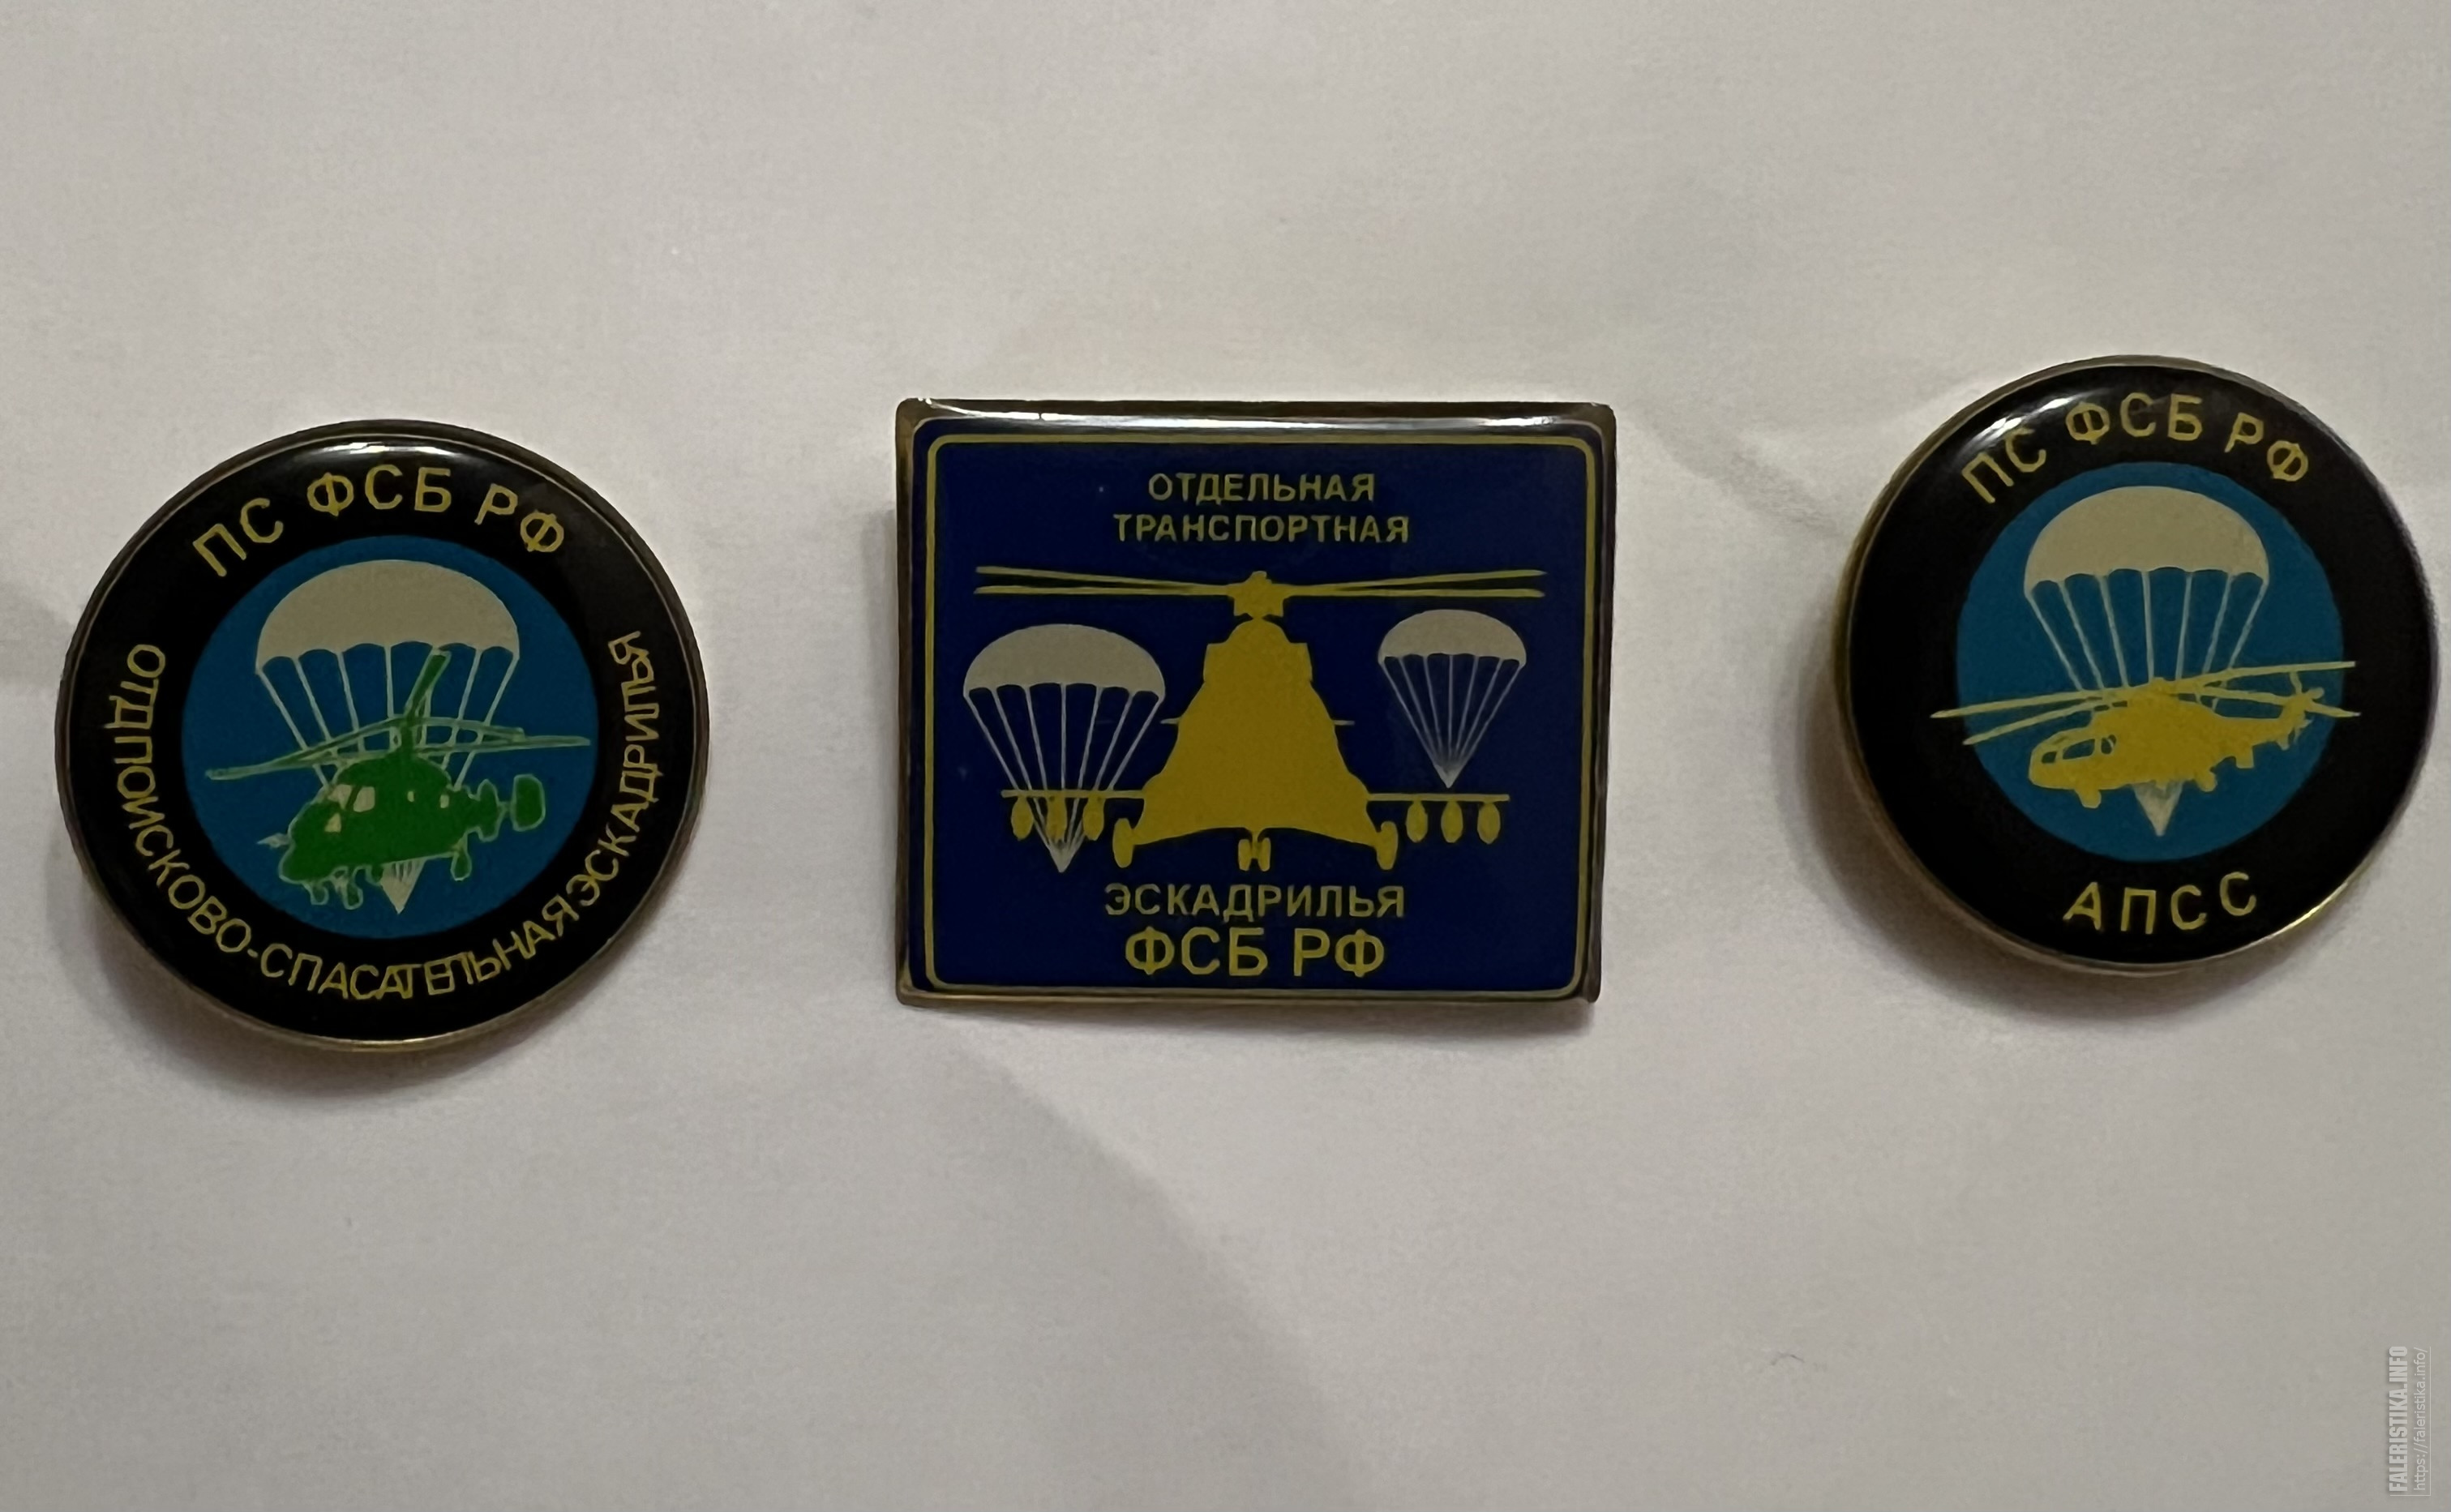 ПС ФСБ РФ
ОТДПОИСКОВО-СПАСАТЕЛЬНАЯ ЭСКАДРИЛЬЯ
ОТДЕЛЬНАЯ
ТРАНСПОРТНАЯ
ЭСКАДРИЛЬЯ
ФСБ РФ
ПС ФСБ РФ
АПСС
FALERISTIKA.INFO
https://faleristika.info/